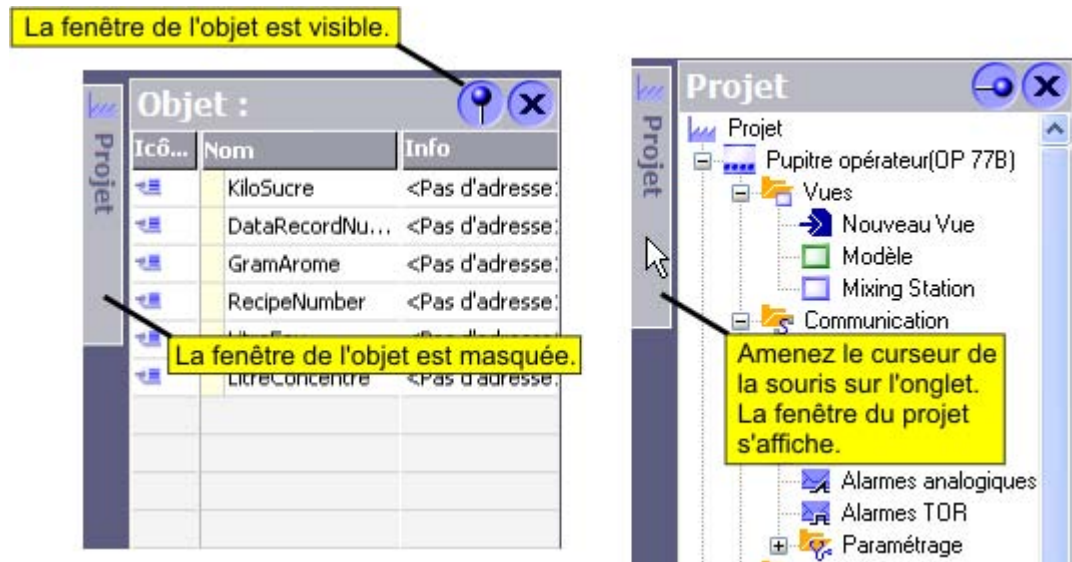 La fenêtre de l'objet est visible.
Projet
Objet :
Icô... Nom Info
KiloSucre <Pas d'adresse:
DataRecordNu... <Pas d'adresse:
GramArome <Pas d'adresse:
RecipeNumber <Pas d'adresse:
La fenêtre de l'objet est masquée.
LitreConcentre <Pas d'adresse:
Projet
Projet
Projet
Pupitre opérateur(OP 77B)
Vues
Nouveau Vue
Modèle
Mixing Station
Communication
Amenez le curseur de
la souris sur l'onglet.
La fenêtre du projet
s'affiche.
Alarmes analogiques
Alarmes TOR
Paramétrage